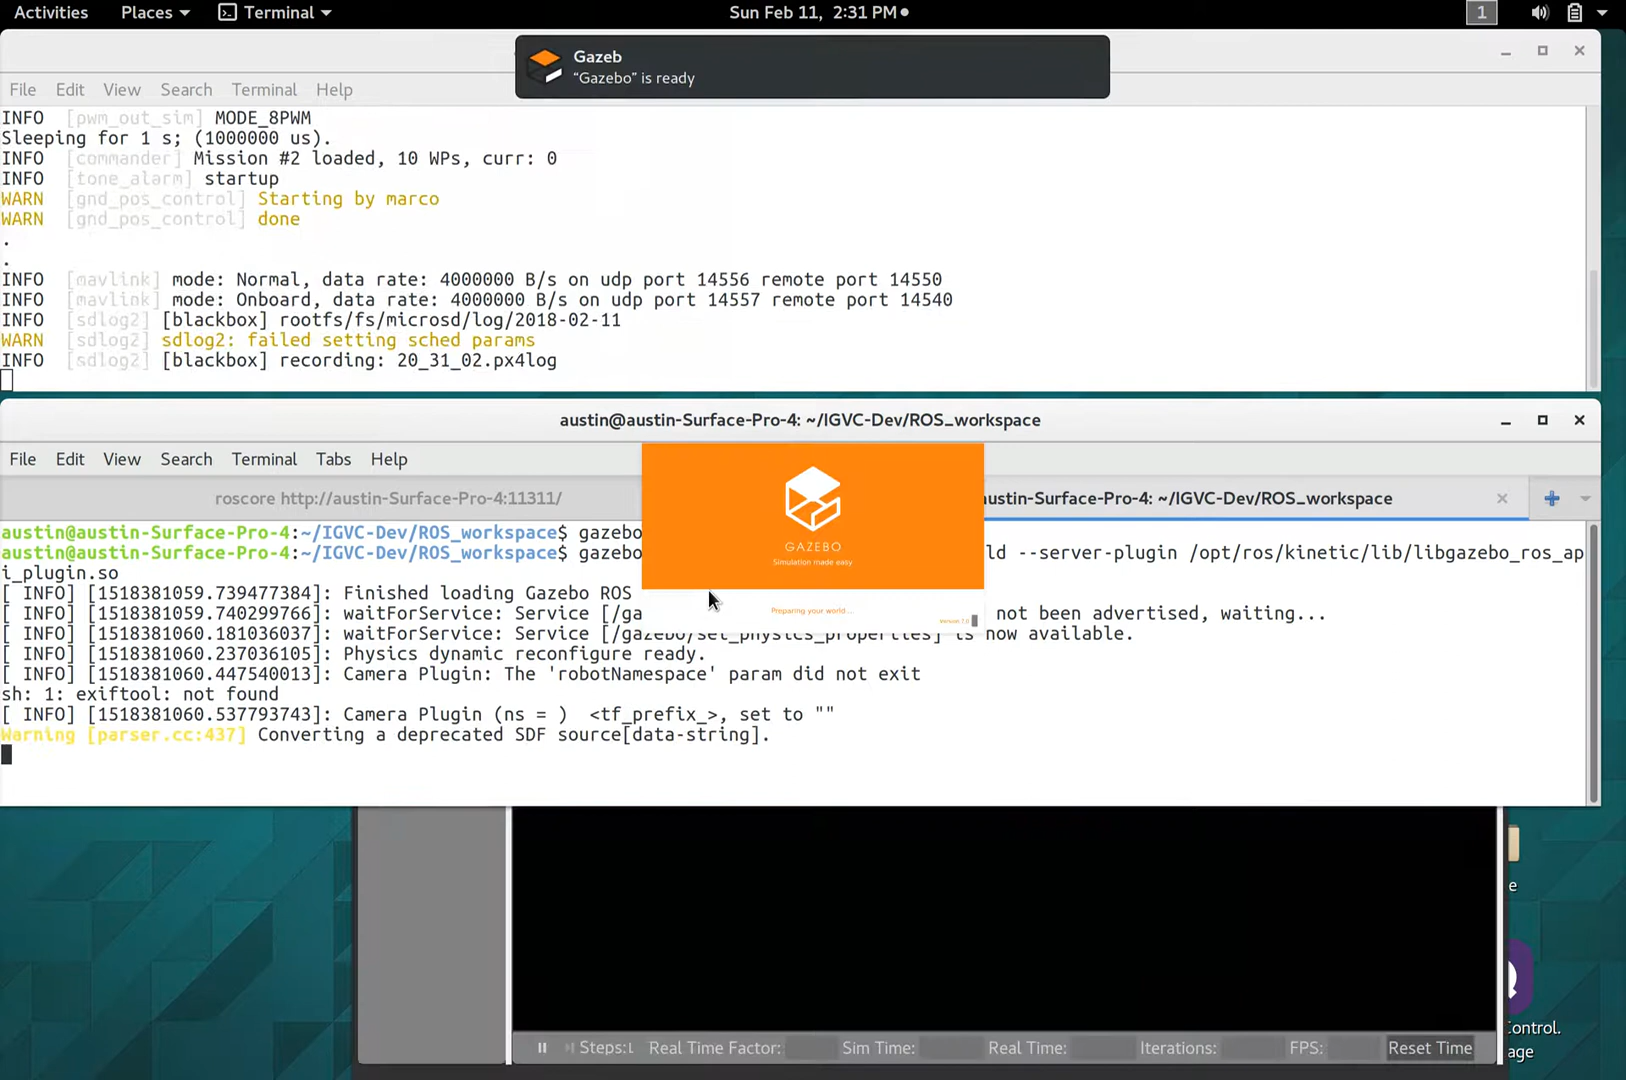 Activities Places Terminal Sun Feb 11, 2:31 PM 1
Gazeb
“Gazebo” is ready
File Edit View Search Terminal Help
INFO [pwm_out_sim] MODE_8PWM
Sleeping for 1 s; (1000000 us).
INFO [commander] Mission #2 loaded, 10 WPs, curr: 0
INFO [tone_alarm] startup
WARN [gnd_pos_control] Starting by marco
WARN [gnd_pos_control] done
.
.
INFO [mavlink] mode: Normal, data rate: 4000000 B/s on udp port 14556 remote port 14550
INFO [mavlink] mode: Onboard, data rate: 4000000 B/s on udp port 14557 remote port 14540
INFO [sdlog2] [blackbox] rootfs/fs/microsd/log/2018-02-11
WARN [sdlog2] sdlog2: failed setting sched params
INFO [sdlog2] [blackbox] recording: 20_31_02.px4log
austin@austin-Surface-Pro-4: ~/IGVC-Dev/ROS_workspace
File Edit View Search Terminal Tabs Help
roscore http://austin-Surface-Pro-4:11311/ austin-Surface-Pro-4: ~/IGVC-Dev/ROS_workspace
austin@austin-Surface-Pro-4:~/IGVC-Dev/ROS_workspace$ gazebo
austin@austin-Surface-Pro-4:~/IGVC-Dev/ROS_workspace$ gazebo ld --server-plugin /opt/ros/kinetic/lib/libgazebo_ros_ap
i_plugin.so
[ INFO] [1518381059.739477384]: Finished loading Gazebo ROS
[ INFO] [1518381059.740299766]: waitForService: Service [/ga not been advertised, waiting...
[ INFO] [1518381060.181036037]: waitForService: Service [/gazebo/set_physics_properties] is now available.
[ INFO] [1518381060.237036105]: Physics dynamic reconfigure ready.
[ INFO] [1518381060.447540013]: Camera Plugin: The 'robotNamespace' param did not exit
sh: 1: exiftool: not found
[ INFO] [1518381060.537793743]: Camera Plugin (ns = ) <tf_prefix_>, set to ""
Warning [parser.cc:437] Converting a deprecated SDF source[data-string].
GAZEBO
Simulation made easy
Preparing your world...
Version 7.0
e
Control.
age
Steps: Real Time Factor: Sim Time: Real Time: Iterations: FPS: Reset Time